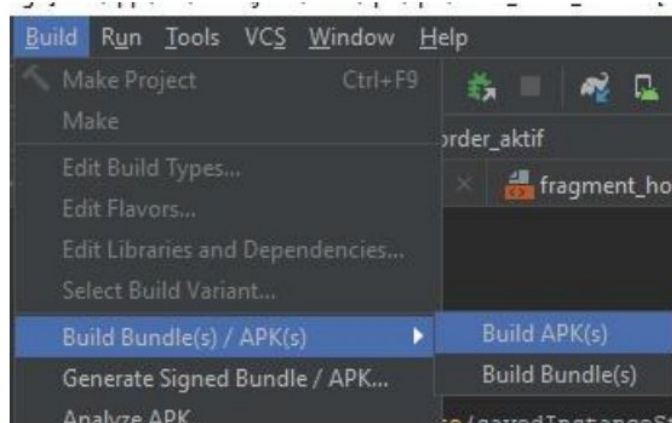 Build Run Tools VCS Window Help
Make Project Ctrl+F9
Make
order_aktif
Edit Build Types...
fragment_ho
Edit Flavors...
Edit Libraries and Dependencies...
Select Build Variant...
Build Bundle(s) / APK(s)
Build APK(s)
Generate Signed Bundle / APK...
Build Bundle(s)
Analyze APK